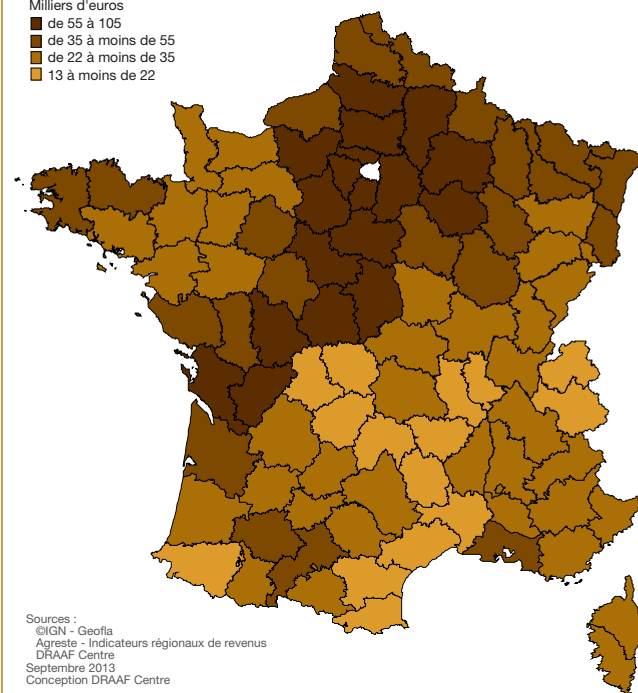 Milliers d'euros
de 55 à 105
de 35 à moins de 55
de 22 à moins de 35
13 à moins de 22
Sources :
©IGN - Geofla
Agreste - Indicateurs régionaux de revenus
DRAAF Centre
Septembre 2013
Conception DRAAF Centre